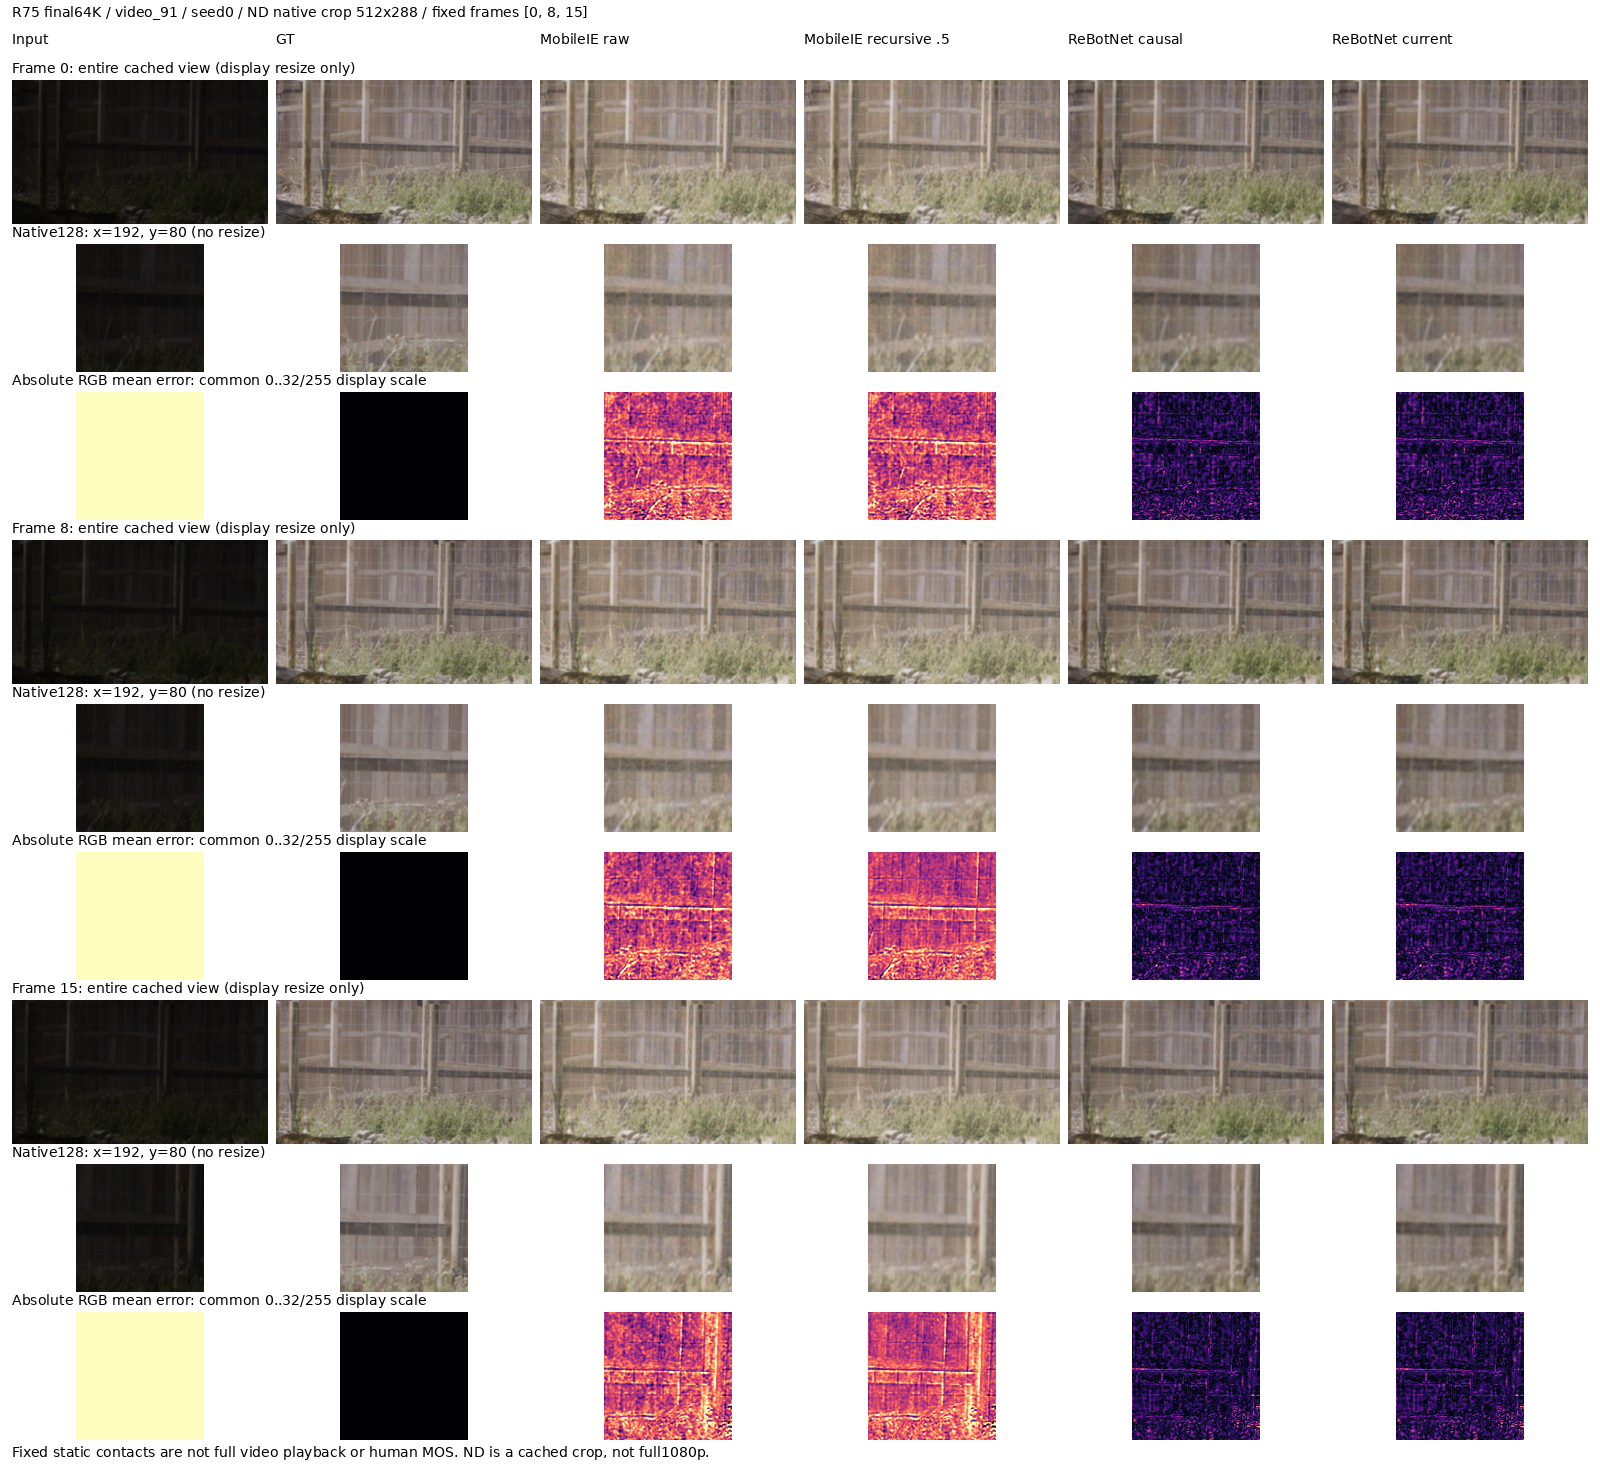 R75 final64K / video_91 / seed0 / ND native crop 512x288 / fixed frames [0, 8, 15]
Input GT MobileIE raw MobileIE recursive .5 ReBotNet causal ReBotNet current
Frame 0: entire cached view (display resize only)
Native128: x=192, y=80 (no resize)
Absolute RGB mean error: common 0..32/255 display scale
Frame 8: entire cached view (display resize only)
Native128: x=192, y=80 (no resize)
Absolute RGB mean error: common 0..32/255 display scale
Frame 15: entire cached view (display resize only)
Native128: x=192, y=80 (no resize)
Absolute RGB mean error: common 0..32/255 display scale
Fixed static contacts are not full video playback or human MOS. ND is a cached crop, not full1080p.